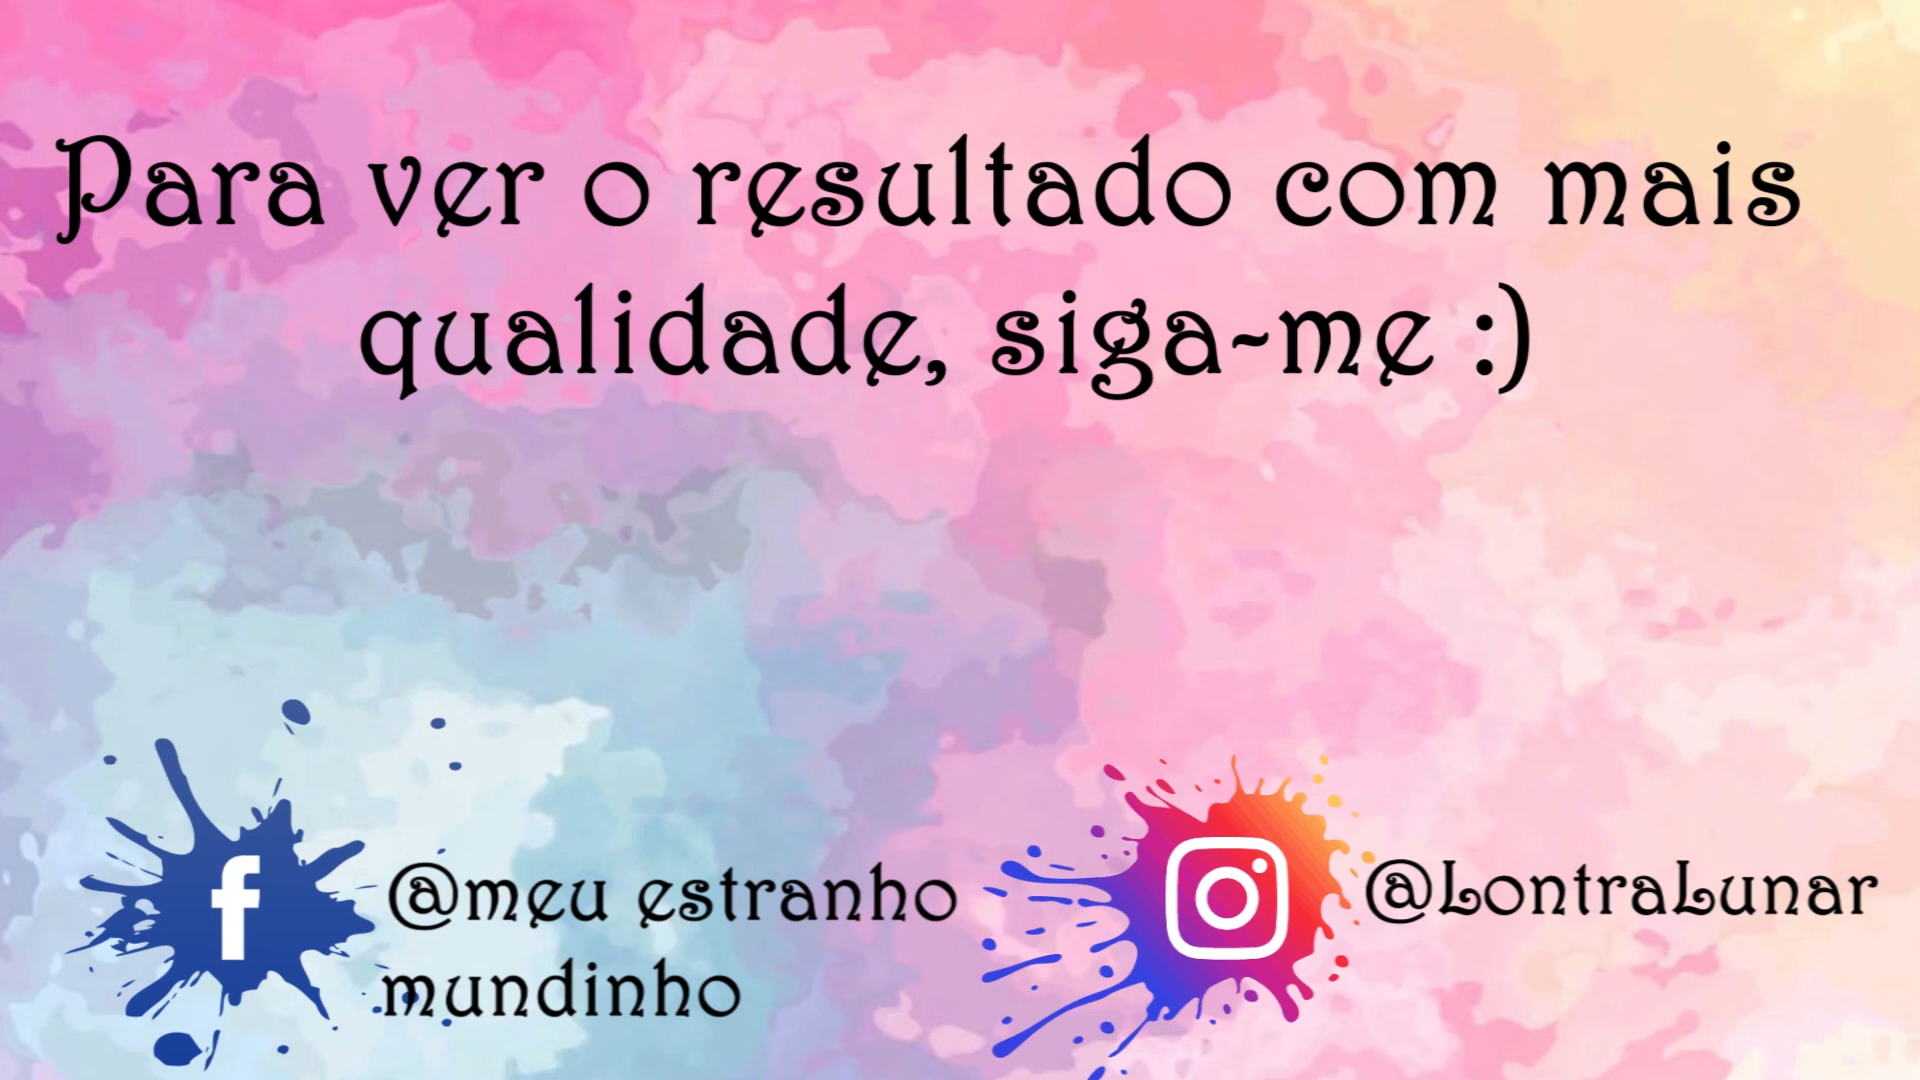 Para ver o resultado com mais
qualidade, siga-me :)
@meu estranho
mundinho
@LontraLunar